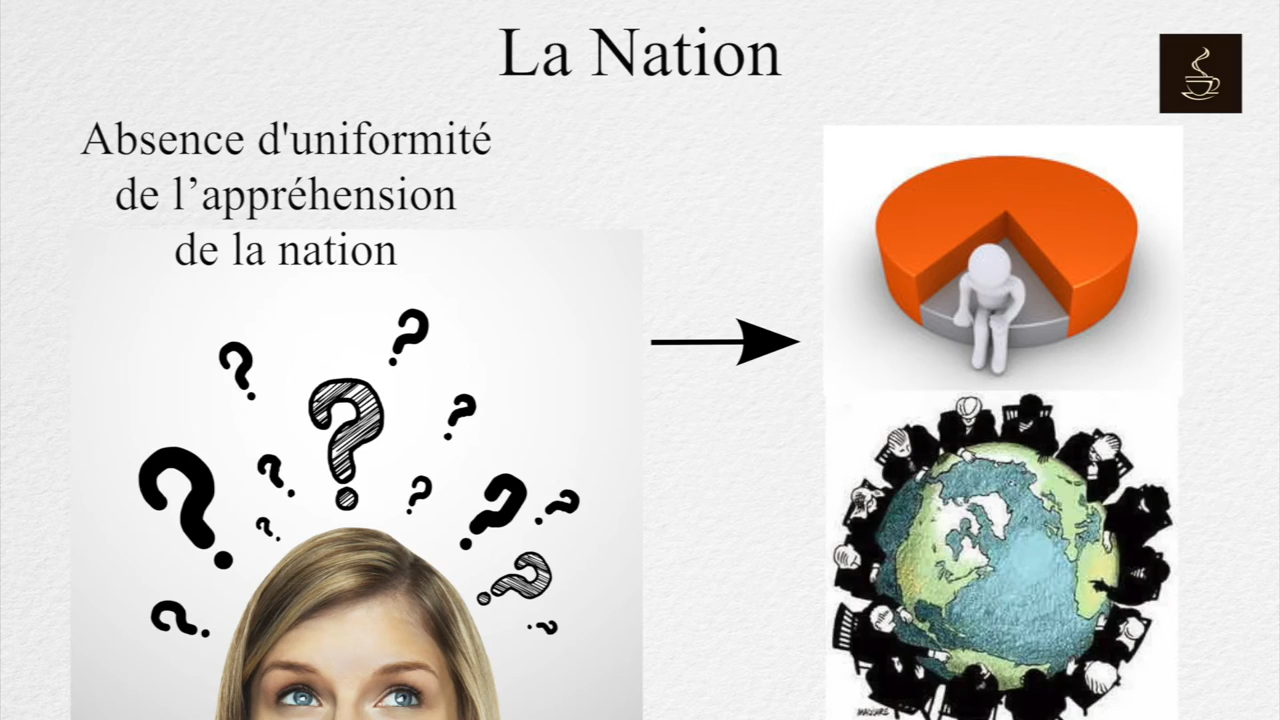 La Nation
Absence d'uniformité
de l’appréhension
de la nation